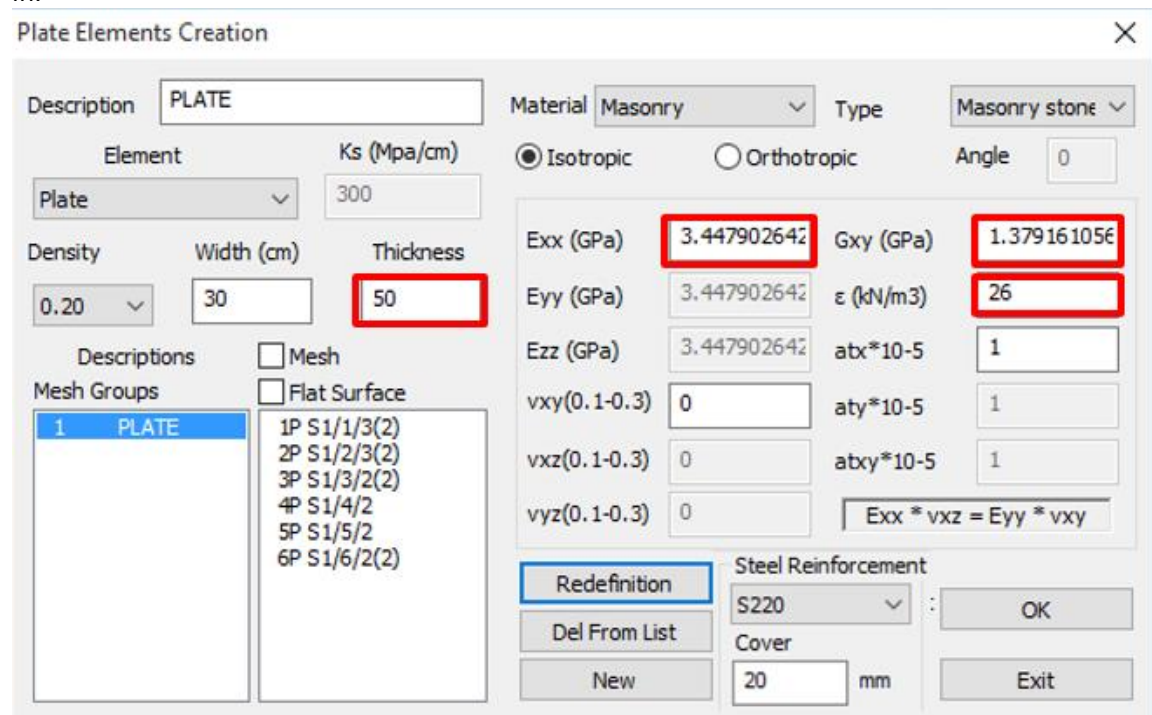 Plate Elements Creation
Description PLATE Material Masonry Type Masonry stone
Element Ks (Mpa/cm) Isotropic Orthotropic Angle 0
Plate 300
Density Width (cm) Thickness Exx (GPa) 3.447902642 Gxy (GPa) 1.379161056
0.20 30 50 Eyy (GPa) 3.447902642 ε (kN/m3) 26
Descriptions Mesh Ezz (GPa) 3.447902642 atx*10-5 1
Mesh Groups Flat Surface vxy(0.1-0.3) 0 aty*10-5 1
1 PLATE
1P S1/1/3(2)
2P S1/2/3(2)
3P S1/3/2(2)
4P S1/4/2
5P S1/5/2
6P S1/6/2(2)
vxz(0.1-0.3) 0 atxy*10-5 1
vyz(0.1-0.3) 0 Exx * vxz = Eyy * vxy
Redefinition
Del From List
New
Steel Reinforcement
S220 :
Cover
20 mm
OK
Exit